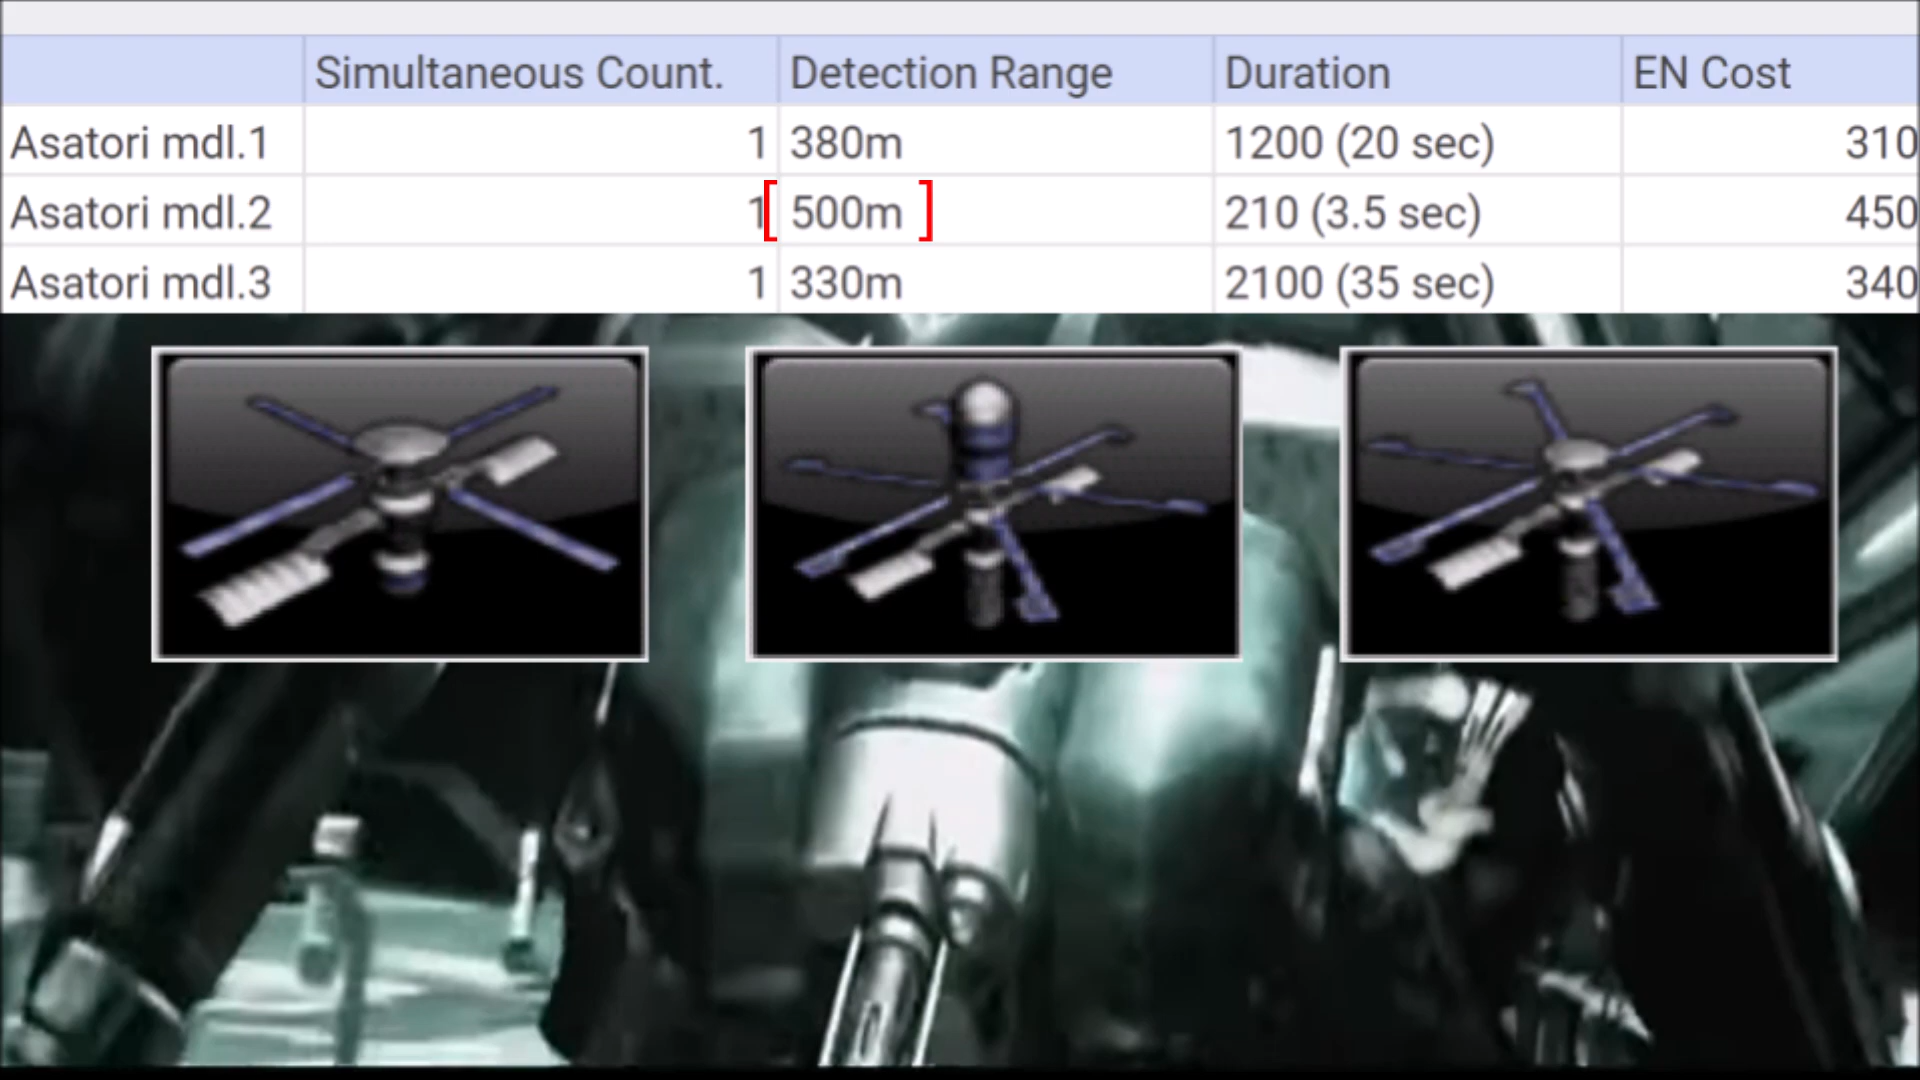 Simultaneous Count. Detection Range Duration EN Cost
Asatori mdl.1 1 380m 1200 (20 sec) 310
Asatori mdl.2 1 [ 500m ] 210 (3.5 sec) 450
Asatori mdl.3 1 330m 2100 (35 sec) 340